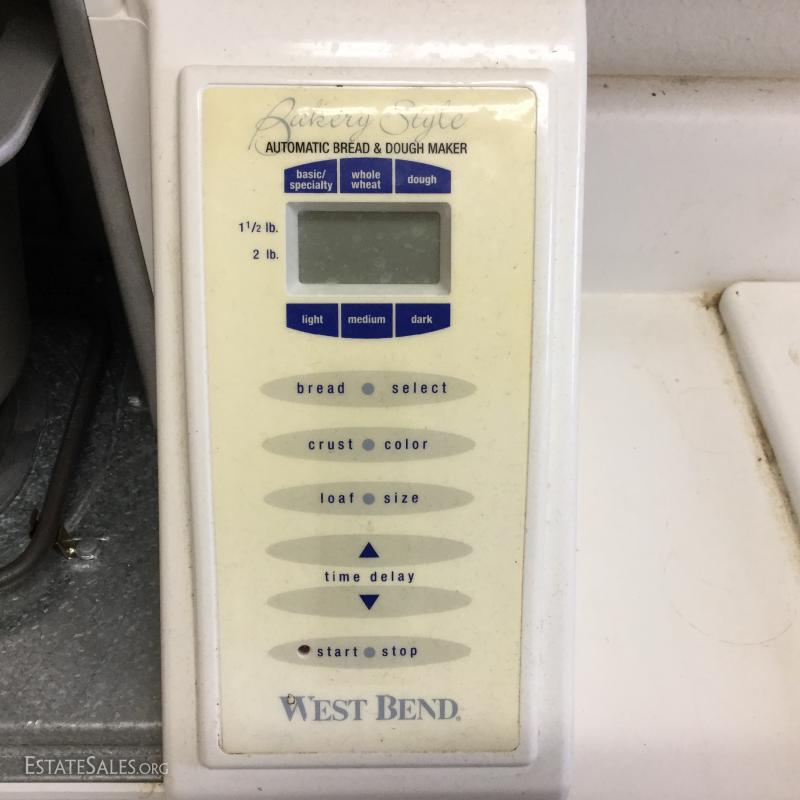 Bakery Style
AUTOMATIC BREAD & DOUGH MAKER
basic/
specialty
whole
wheat
dough
1 1/2 lb.
2 lb.
light
medium
dark
bread select
crust color
loaf size
time delay
start stop
WEST BEND®
ESTATESALES.ORG